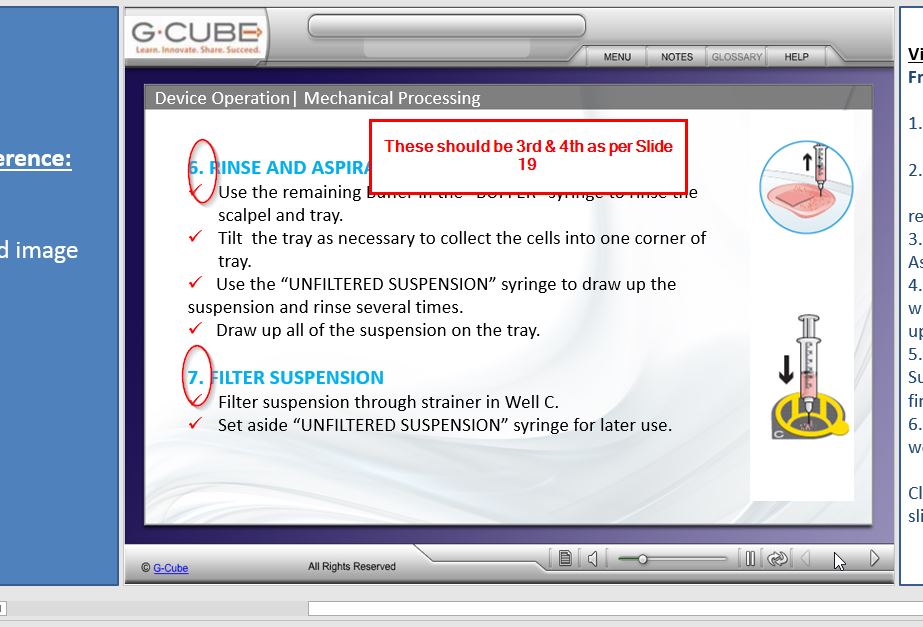 G-CUBE
Learn. Innovate. Share. Succeed.
MENU
NOTES
GLOSSARY
HELP
Device Operation| Mechanical Processing
These should be 3rd & 4th as per Slide
19
6. RINSE AND ASPIRA
✓ Use the remaining Buffer in the "BUFFER" syringe to rinse the
scalpel and tray.
✓ Tilt the tray as necessary to collect the cells into one corner of
tray.
✓ Use the “UNFILTERED SUSPENSION” syringe to draw up the
suspension and rinse several times.
✓ Draw up all of the suspension on the tray.
7. FILTER SUSPENSION
✓ Filter suspension through strainer in Well C.
✓ Set aside “UNFILTERED SUSPENSION” syringe for later use.
C
© G-Cube
All Rights Reserved
erence:
d image
Vi
Fr
1.
2.
re
3.
As
4.
w
up
5.
Su
fir
6.
we
Cl
sli